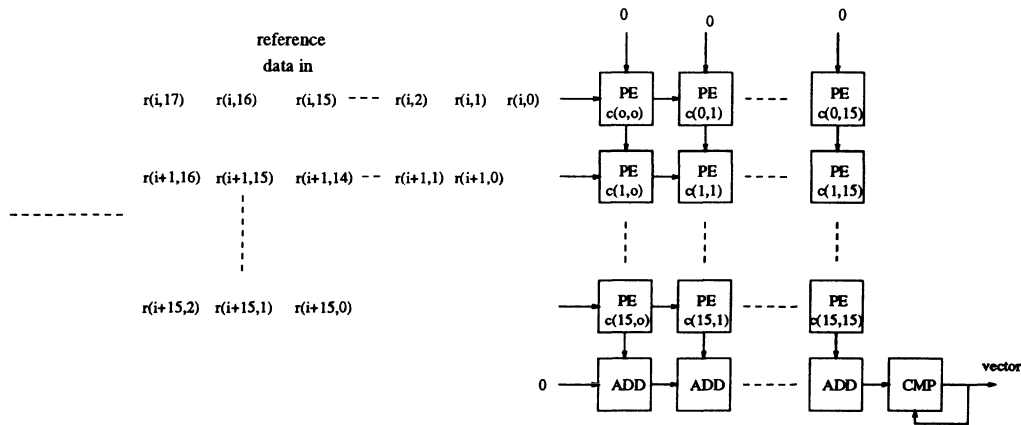 0 0 0
reference
data in
r(i,17) r(i,16) r(i,15) r(i,2) r(i,1) r(i,0) PE PE PE
c(o,o) c(0,1) c(0,15)
r(i+1,16) r(i+1,15) r(i+1,14) r(i+1,1) r(i+1,0) PE PE PE
c(1,o) c(1,1) c(1,15)
r(i+15,2) r(i+15,1) r(i+15,0) PE PE PE
c(15,o) c(15,1) c(15,15)
0 ADD ADD ADD CMP vector